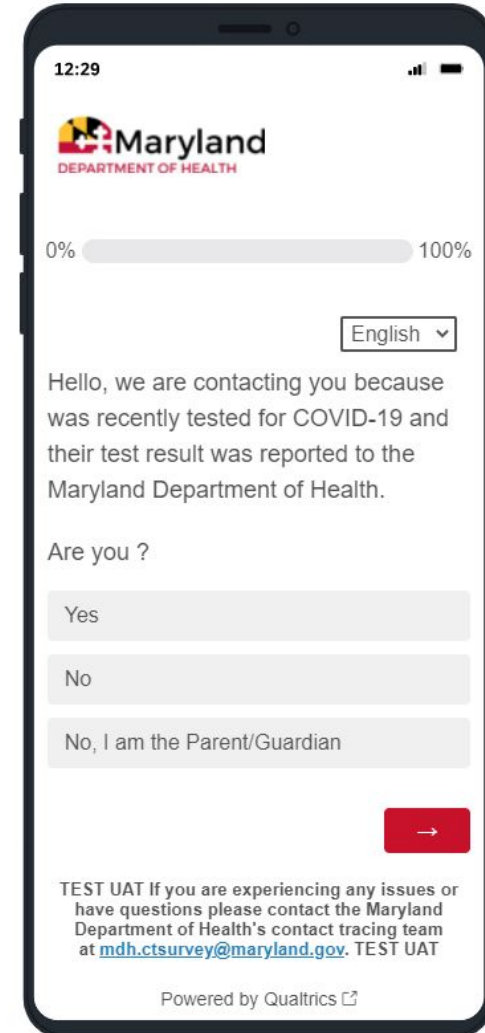 12:29
Maryland
DEPARTMENT OF HEALTH
0% 100%
English
Hello, we are contacting you because
was recently tested for COVID-19 and
their test result was reported to the
Maryland Department of Health.
Are you ?
Yes
No
No, I am the Parent/Guardian
→
TEST UAT If you are experiencing any issues or
have questions please contact the Maryland
Department of Health's contact tracing team
at mdh.ctsurvey@maryland.gov. TEST UAT
Powered by Qualtrics